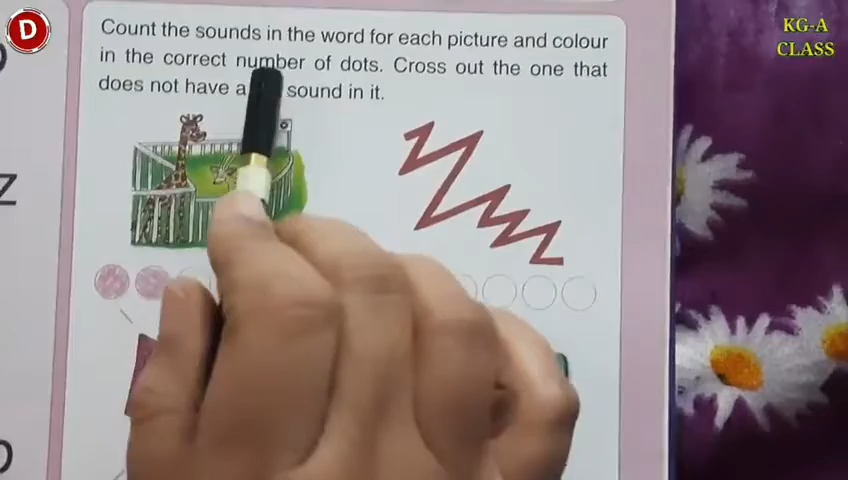 D
KG-A
CLASS
Count the sounds in the word for each picture and colour
in the correct number of dots. Cross out the one that
does not have a sound in it.
z